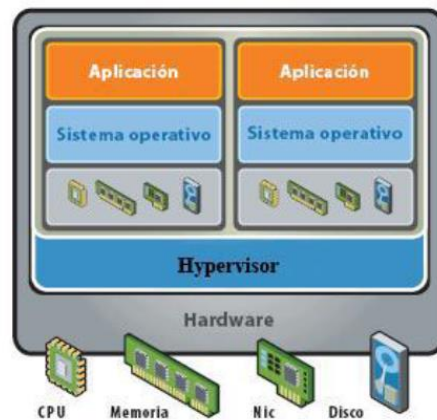 Aplicación Aplicación
Sistema operativo Sistema operativo
Hypervisor
Hardware
CPU Memoria Nic Disco